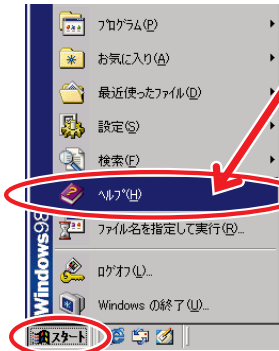 ﾌﾟﾛｸﾞﾗﾑ(P)
お気に入り(A)
最近使ったﾌｧｲﾙ(D)
設定(S)
検索(F)
ﾍﾙﾌﾟ(H)
ﾌｧｲﾙ名を指定して実行(R)...
ﾛｸﾞｵﾌ(L)...
Windows の終了(U)...
Windows98
スタート